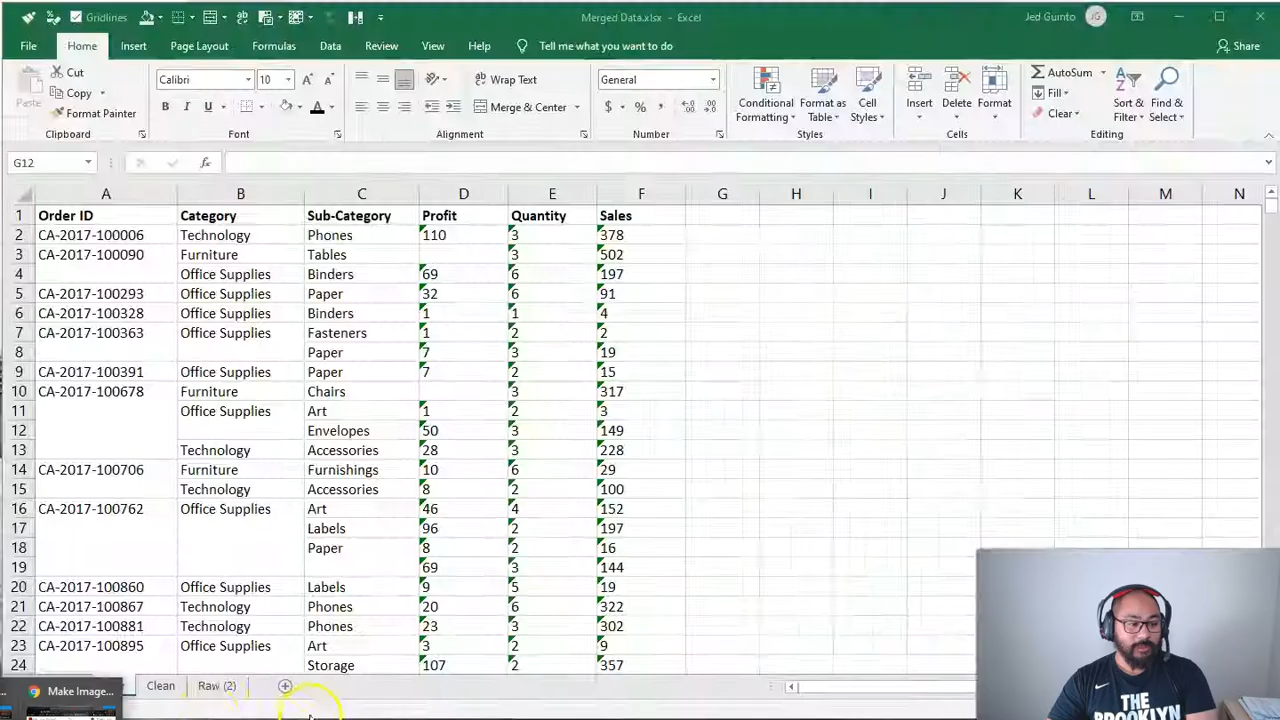 Gridlines
Merged Data.xlsx - Excel
Jed Guinto JG
File Home Insert Page Layout Formulas Data Review View Help Tell me what you want to do Share
Paste
Cut
Copy
Format Painter
Clipboard
Calibri 10
B I U
Font
Wrap Text
Merge & Center
Alignment
General
$ % ,
Number
Conditional Formatting
Format as Table
Cell Styles
Styles
Insert
Delete
Format
Cells
AutoSum
Fill
Clear
Sort & Filter
Find & Select
Editing
G12 fx
A B C D E F G H I J K L M N
1 Order ID Category Sub-Category Profit Quantity Sales
2 CA-2017-100006 Technology Phones 110 3 378
3 CA-2017-100090 Furniture Tables 3 502
4 Office Supplies Binders 69 6 197
5 CA-2017-100293 Office Supplies Paper 32 6 91
6 CA-2017-100328 Office Supplies Binders 1 1 4
7 CA-2017-100363 Office Supplies Fasteners 1 2 2
8 Paper 7 3 19
9 CA-2017-100391 Office Supplies Paper 7 2 15
10 CA-2017-100678 Furniture Chairs 3 317
11 Office Supplies Art 1 2 3
12 Envelopes 50 3 149
13 Technology Accessories 28 3 228
14 CA-2017-100706 Furniture Furnishings 10 6 29
15 Technology Accessories 8 2 100
16 CA-2017-100762 Office Supplies Art 46 4 152
17 Labels 96 2 197
18 Paper 8 2 16
19 69 3 144
20 CA-2017-100860 Office Supplies Labels 9 5 19
21 CA-2017-100867 Technology Phones 20 6 322
22 CA-2017-100881 Technology Phones 23 3 302
23 CA-2017-100895 Office Supplies Art 3 2 9
24 Storage 107 2 357
Make Image...
Clean Raw (2)
THE
BROOKLYN